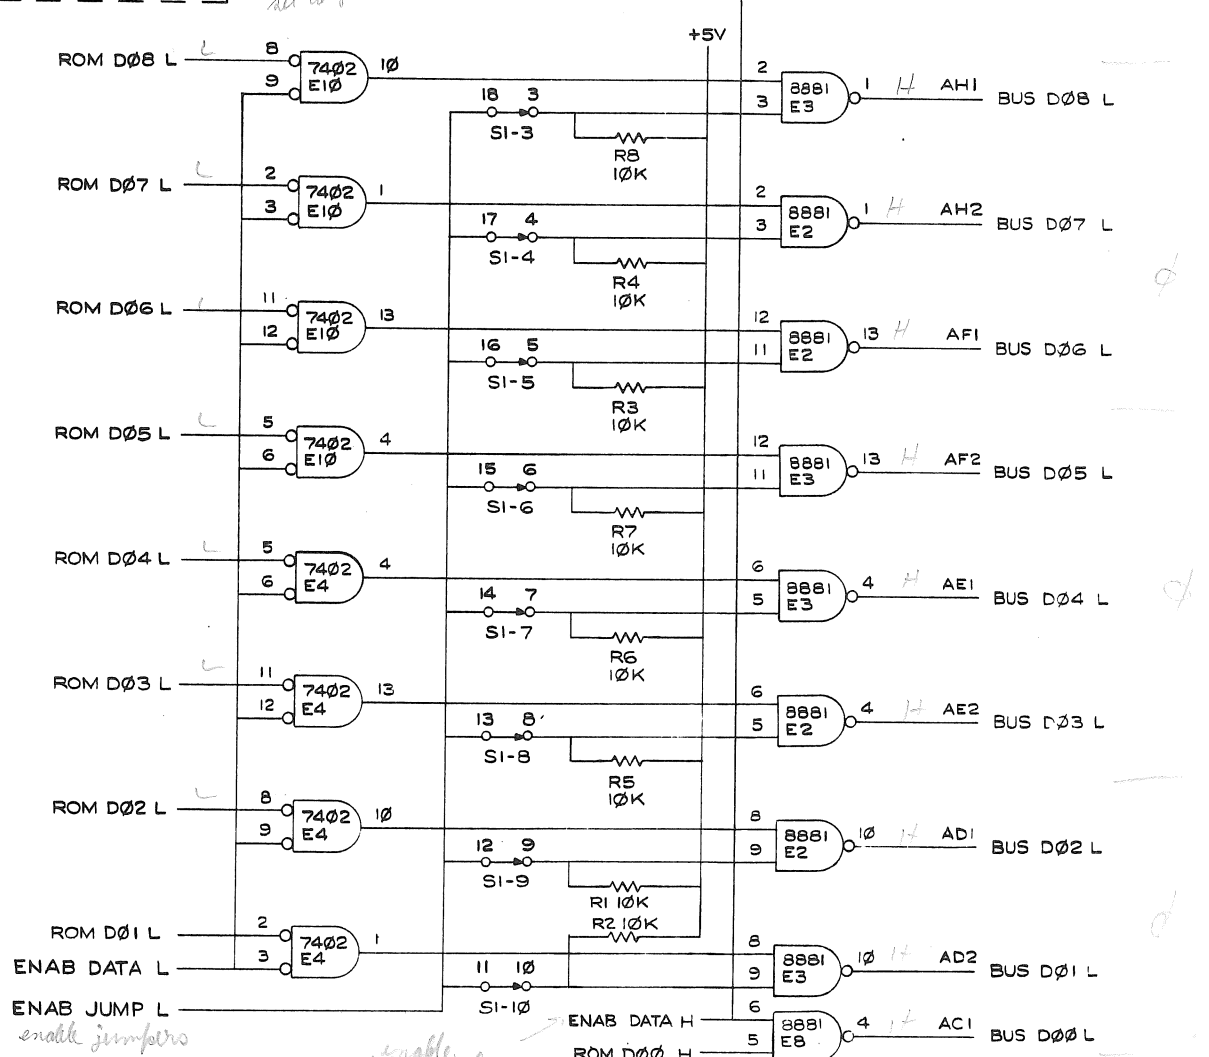 +5V
ROM DØ8 L L 8 9 7402 E1Ø 1Ø 2 3 8881 E3 1 H AH1 BUS DØ8 L
18 3 S1-3 R8 1ØK
ROM DØ7 L L 2 3 74Ø2 E1Ø 1 2 3 8881 E2 1 H AH2 BUS DØ7 L
17 4 S1-4 R4 1ØK
ROM DØ6 L L 11 12 74Ø2 E1Ø 13 12 11 8881 E2 13 H AF1 BUS DØ6 L
16 5 S1-5 R3 1ØK
ROM DØ5 L L 5 6 74Ø2 E1Ø 4 12 11 8881 E3 13 H AF2 BUS DØ5 L
15 6 S1-6 R7 1ØK
ROM DØ4 L L 5 6 74Ø2 E4 4 6 5 8881 E3 4 H AE1 BUS DØ4 L
14 7 S1-7 R6 1ØK
ROM DØ3 L L 11 12 74Ø2 E4 13 6 5 8881 E2 4 H AE2 BUS DØ3 L
13 8 S1-8 R5 1ØK
ROM DØ2 L L 8 9 74Ø2 E4 1Ø 8 9 8881 E2 1Ø H AD1 BUS DØ2 L
12 9 S1-9 R1 1ØK
R2 1ØK
ROM DØ1 L 2 3 74Ø2 E4 1 8 9 8881 E3 1Ø H AD2 BUS DØ1 L
ENAB DATA L
11 10 S1-1Ø
ENAB JUMP L
enable jumpers
ENAB DATA H 6 5 8881 E8 4 H AC1 BUS DØØ L
enable
ROM DØØ H